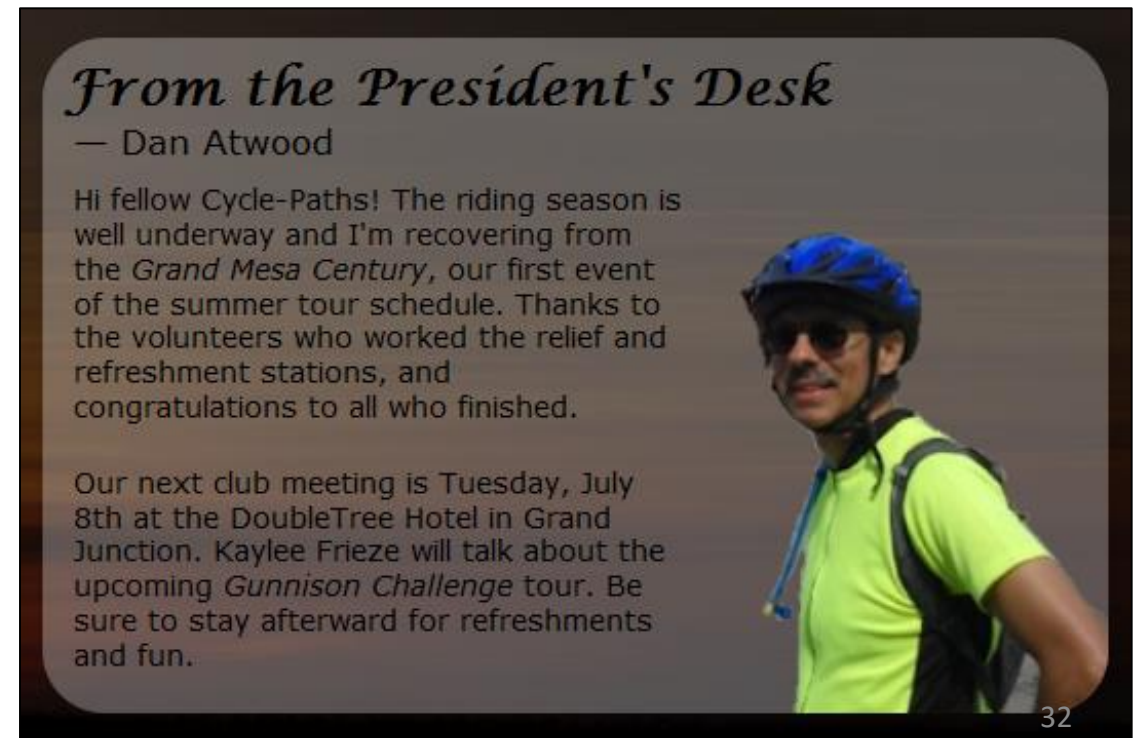 From the President's Desk
— Dan Atwood
Hi fellow Cycle-Paths! The riding season is
well underway and I'm recovering from
the Grand Mesa Century, our first event
of the summer tour schedule. Thanks to
the volunteers who worked the relief and
refreshment stations, and
congratulations to all who finished.
Our next club meeting is Tuesday, July
8th at the DoubleTree Hotel in Grand
Junction. Kaylee Frieze will talk about the
upcoming Gunnison Challenge tour. Be
sure to stay afterward for refreshments
and fun.
32